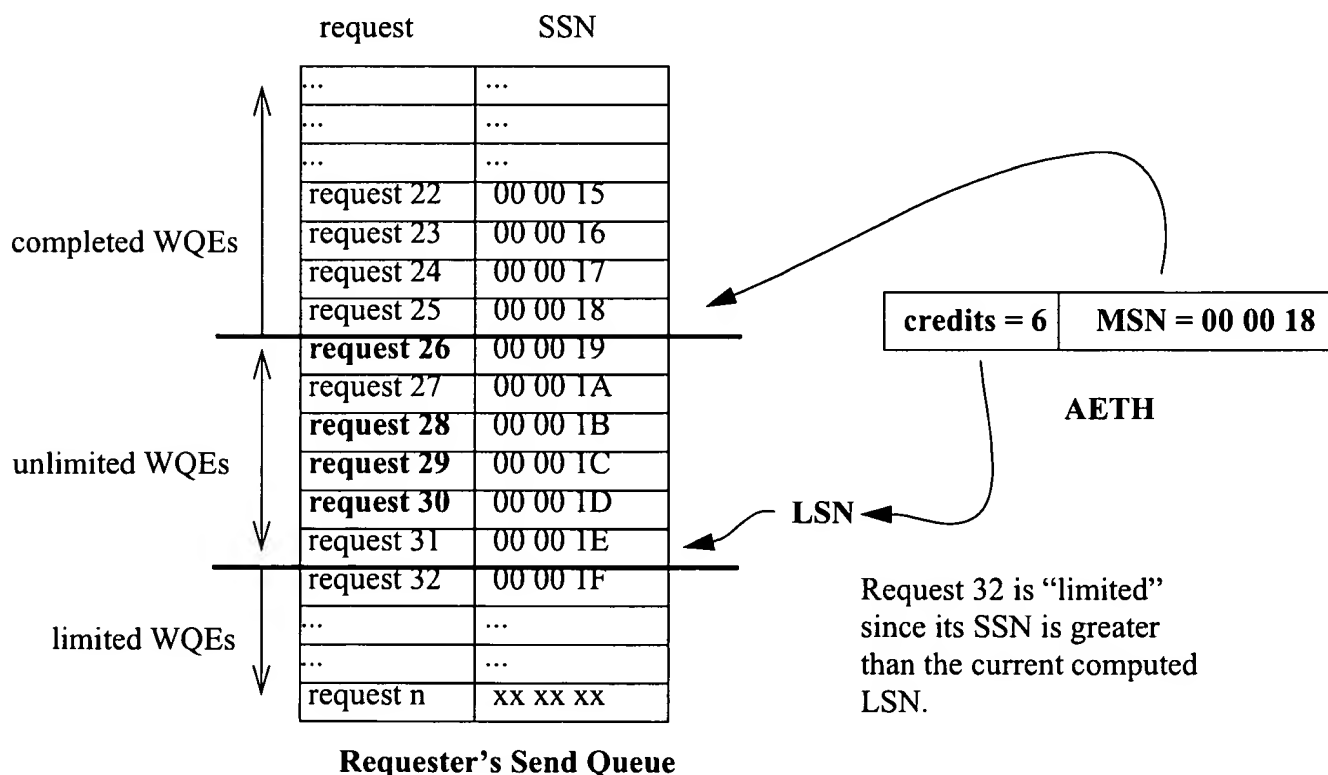 request SSN
... ...
... ...
... ...
request 22 00 00 15
request 23 00 00 16
request 24 00 00 17
request 25 00 00 18
request 26 00 00 19
request 27 00 00 1A
request 28 00 00 1B
request 29 00 00 1C
request 30 00 00 1D
request 31 00 00 1E
request 32 00 00 1F
... ...
... ...
request n xx xx xx
Requester's Send Queue
completed WQEs
unlimited WQEs
limited WQEs
credits = 6 MSN = 00 00 18
AETH
LSN
Request 32 is “limited”
since its SSN is greater
than the current computed
LSN.